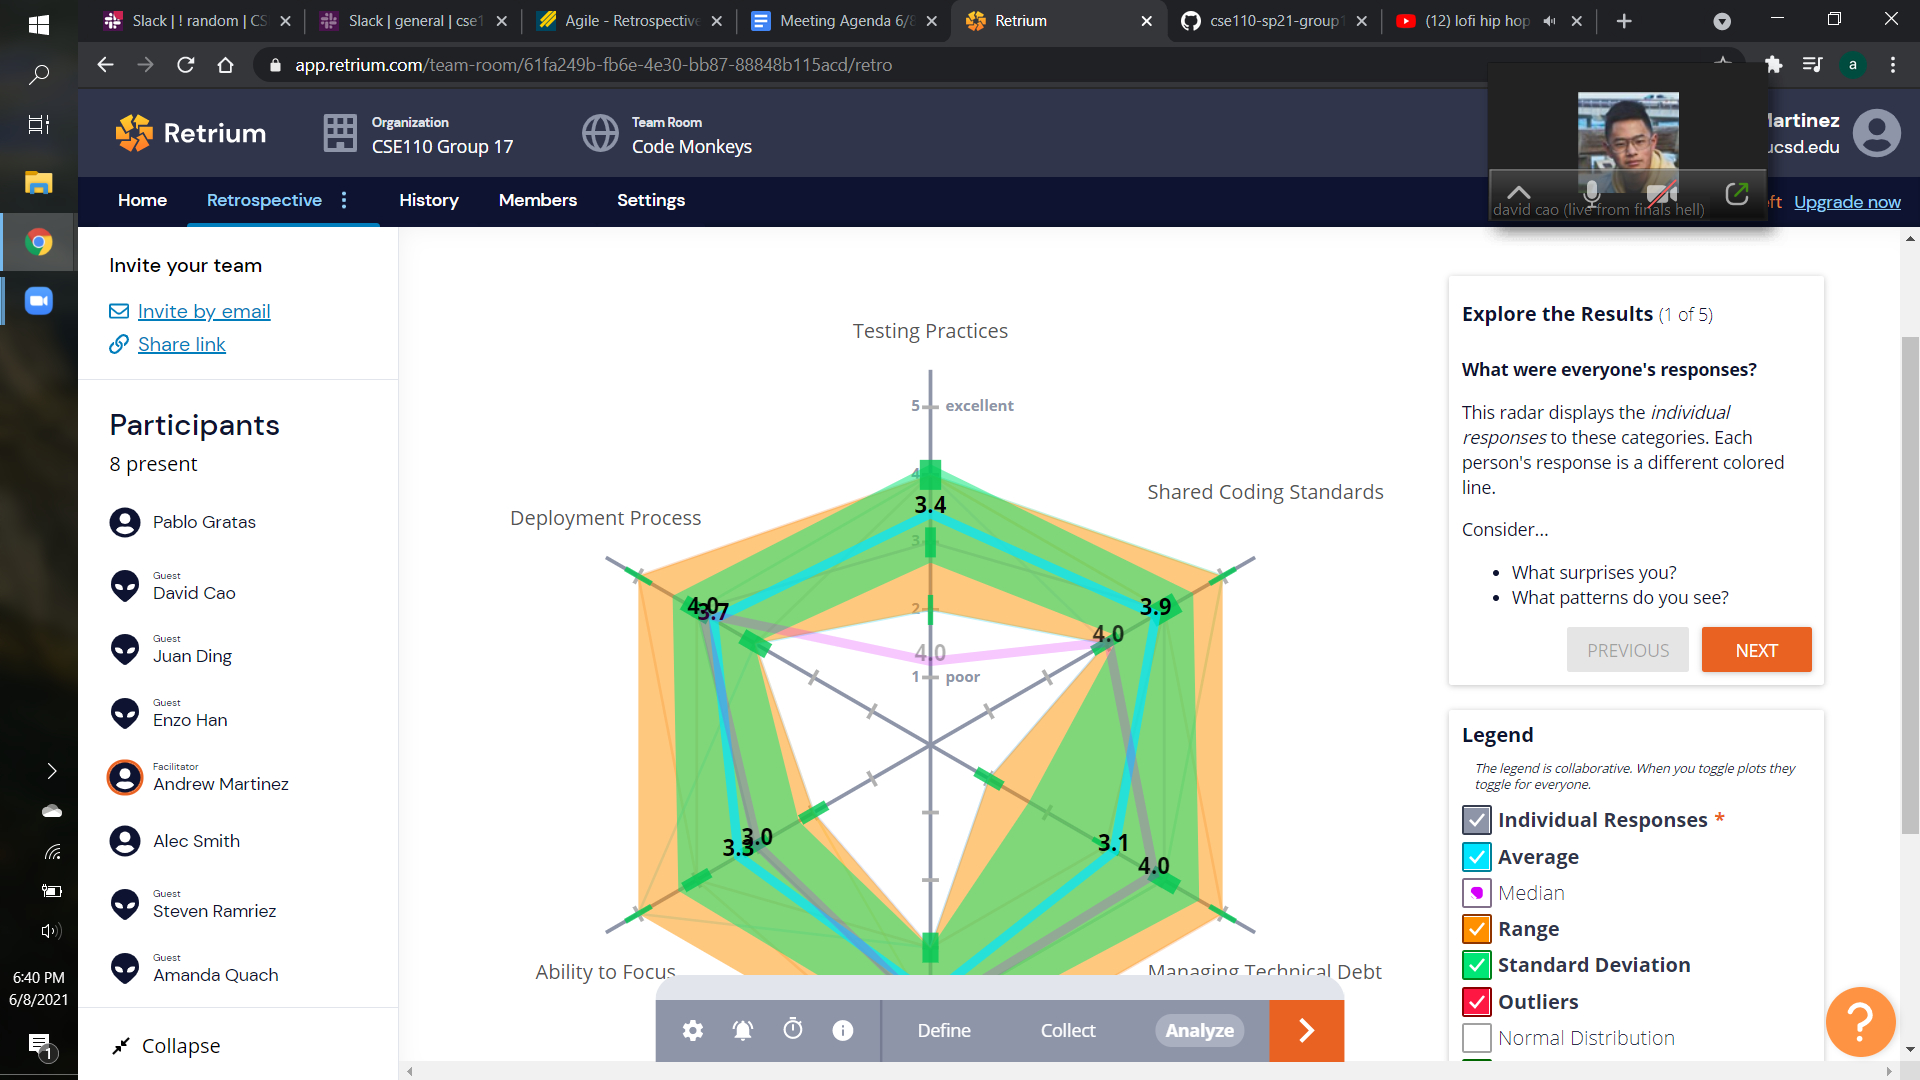 Slack | ! random | CS
Slack | general | cse1
Agile - Retrospective
Meeting Agenda 6/8
Retrium
cse110-sp21-group1
(12) lofi hip hop
app.retrium.com/team-room/61fa249b-fb6e-4e30-bb87-88848b115acd/retro
a
Retrium
Organization
CSE110 Group 17
Team Room
Code Monkeys
Martinez
ucsd.edu
david cao (live from finals hell)
Home
Retrospective
History
Members
Settings
Upgrade now
Invite your team
Invite by email
Share link
Participants
8 present
Pablo Gratas
Guest
David Cao
Guest
Juan Ding
Guest
Enzo Han
Facilitator
Andrew Martinez
Alec Smith
Guest
Steven Ramriez
Guest
Amanda Quach
Collapse
Testing Practices
5 excellent
4
3.4
3
2
4.0
1 poor
Shared Coding Standards
3.9
4.0
Deployment Process
4.0
3.7
3.1
4.0
3.0
3.3
Ability to Focus
Managing Technical Debt
Explore the Results (1 of 5)
What were everyone's responses?
This radar displays the individual
responses to these categories. Each
person's response is a different colored
line.
Consider...
• What surprises you?
• What patterns do you see?
PREVIOUS
NEXT
Legend
The legend is collaborative. When you toggle plots they
toggle for everyone.
Individual Responses *
Average
Median
Range
Standard Deviation
Outliers
Normal Distribution
Define
Collect
Analyze
?
6:40 PM
6/8/2021
1